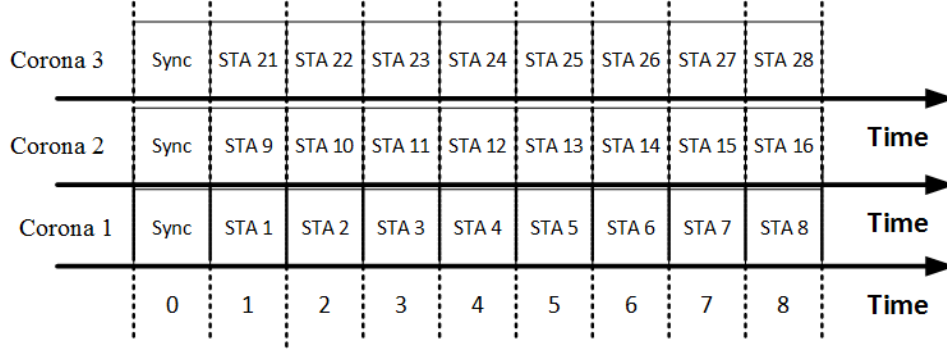 Corona 3 Sync STA 21 STA 22 STA 23 STA 24 STA 25 STA 26 STA 27 STA 28
Time
Corona 2 Sync STA 9 STA 10 STA 11 STA 12 STA 13 STA 14 STA 15 STA 16
Time
Corona 1 Sync STA 1 STA 2 STA 3 STA 4 STA 5 STA 6 STA 7 STA 8
0 1 2 3 4 5 6 7 8 Time